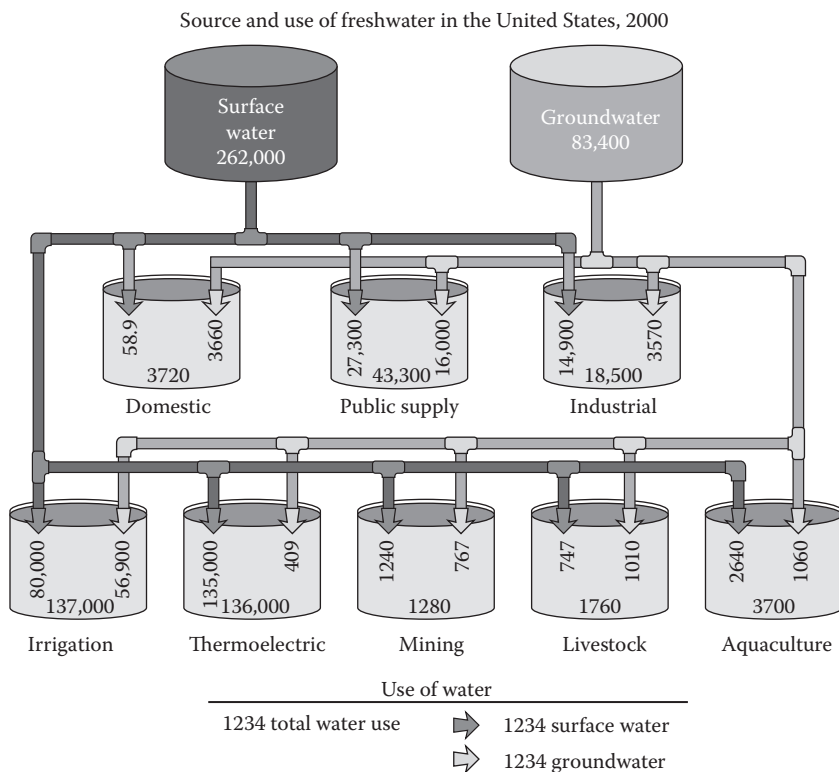 Source and use of freshwater in the United States, 2000
Surface
water
262,000
Groundwater
83,400
58.9
3660
3720
Domestic
27,300
16,000
43,300
Public supply
14,900
3570
18,500
Industrial
80,000
56,900
137,000
Irrigation
135,000
409
136,000
Thermoelectric
1240
767
1280
Mining
747
1010
1760
Livestock
2640
1060
3700
Aquaculture
Use of water
1234 total water use
1234 surface water
1234 groundwater